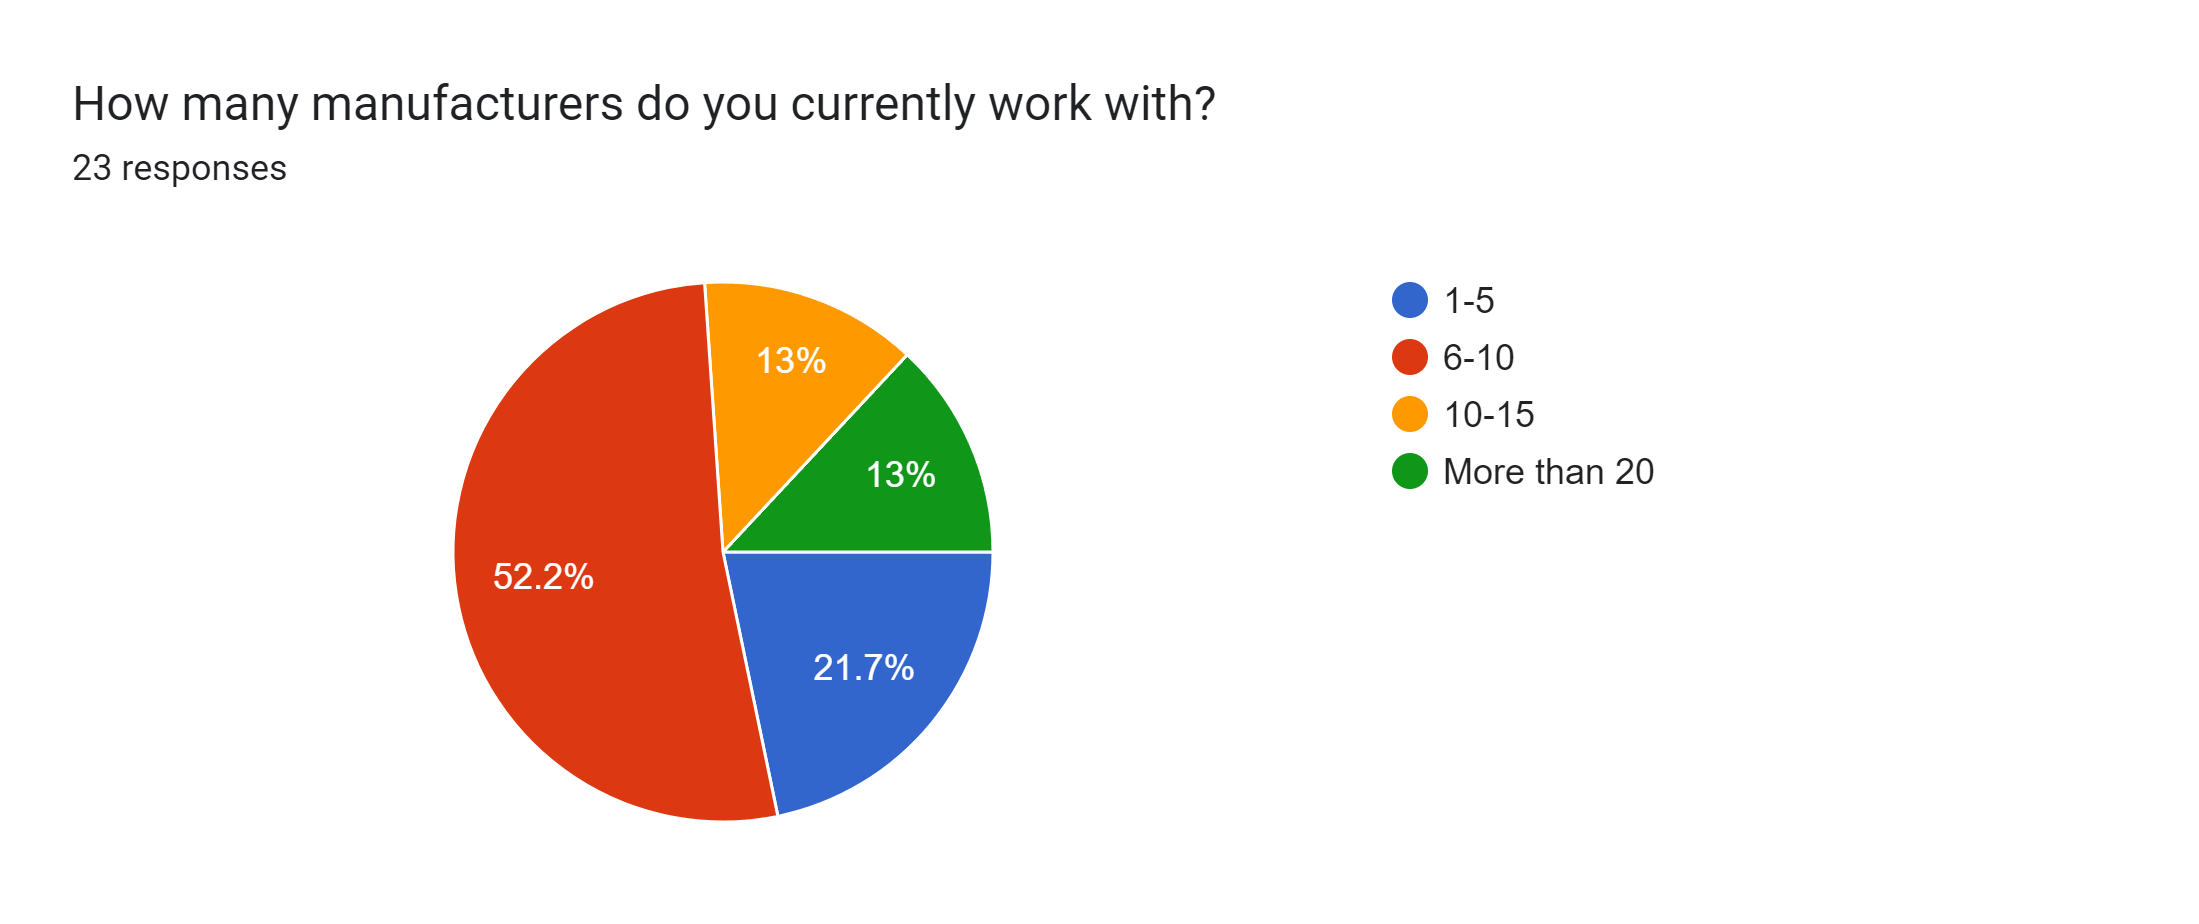 How many manufacturers do you currently work with?
23 responses
13%
13%
52.2%
21.7%
1-5
6-10
10-15
More than 20